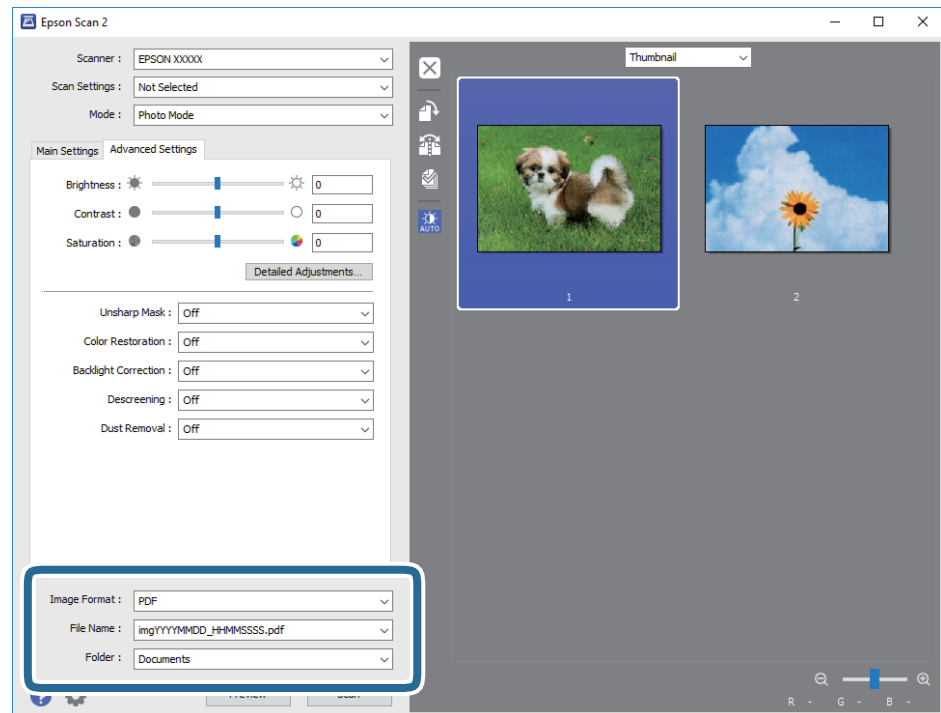 Epson Scan 2
Scanner : EPSON XXXXX
Scan Settings : Not Selected
Mode : Photo Mode
Main Settings Advanced Settings
Brightness : 0
Contrast : 0
Saturation : 0
Detailed Adjustments...
Unsharp Mask : Off
Color Restoration : Off
Backlight Correction : Off
Descreening : Off
Dust Removal : Off
Image Format : PDF
File Name : imgYYYYMMDD_HHMMSSSS.pdf
Folder : Documents
Preview Scan
Thumbnail
AUTO
1 2
R - G - B -